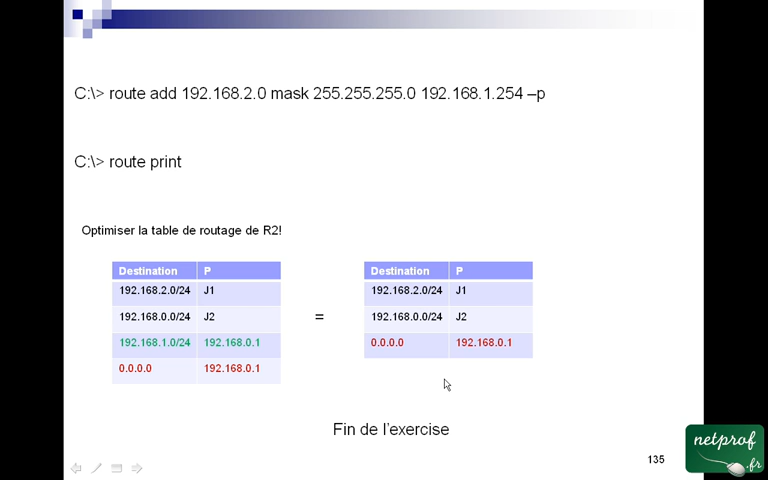 C:\> route add 192.168.2.0 mask 255.255.255.0 192.168.1.254 –p
C:\> route print
Optimiser la table de routage de R2!
Destination P
192.168.2.0/24 J1
192.168.0.0/24 J2
192.168.1.0/24 192.168.0.1
0.0.0.0 192.168.0.1
=
Destination P
192.168.2.0/24 J1
192.168.0.0/24 J2
0.0.0.0 192.168.0.1
Fin de l'exercise
135
netprof
.fr